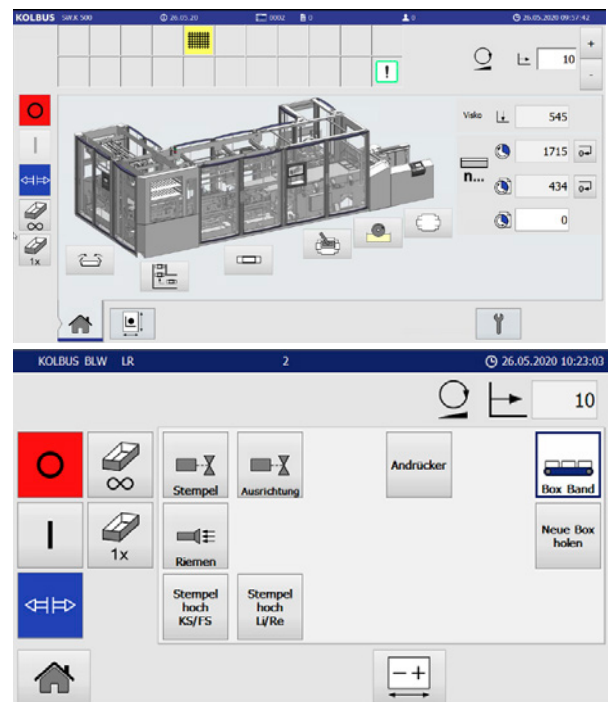 KOLBUS SWX 500 26.05.20 0002 0 0 26.05.2020 09:57:42
10
+
-
!
Visko 545
1715
n... 434
0
∞
1x
KOLBUS BLW LR 2 26.05.2020 10:23:03
10
Stempel
Ausrichtung
Andrücker
Box Band
∞
1x
Riemen
Neue Box
holen
Stempel
hoch
KS/FS
Stempel
hoch
Li/Re
- +